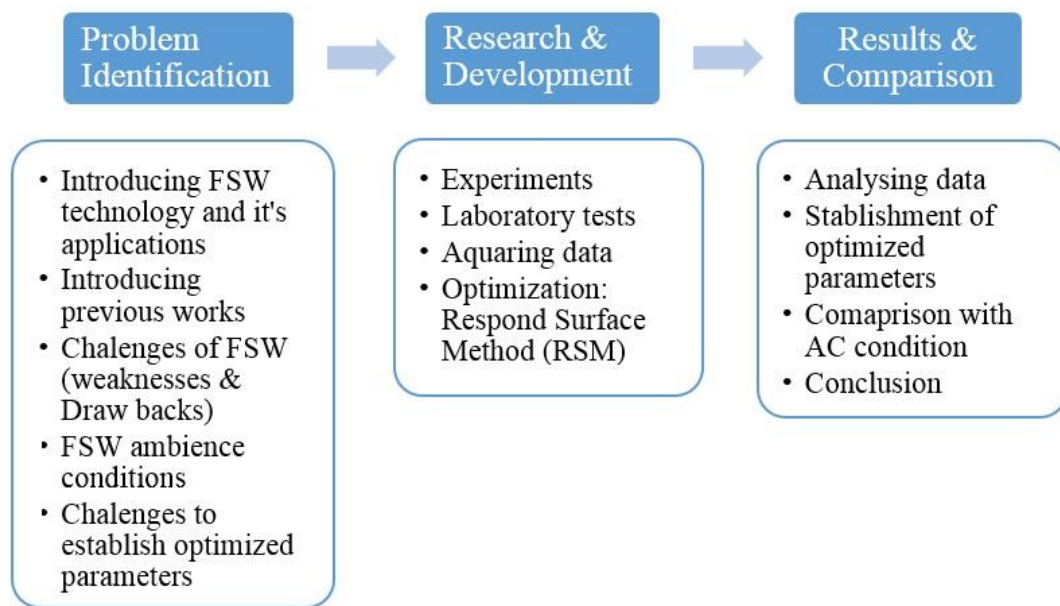 Problem
Identification
Research &
Development
Results &
Comparison
• Introducing FSW
technology and it's
applications
• Introducing
previous works
• Chalenges of FSW
(weaknesses &
Draw backs)
• FSW ambience
conditions
• Chalenges to
establish optimized
parameters
• Experiments
• Laboratory tests
• Aquaring data
• Optimization:
Respond Surface
Method (RSM)
• Analysing data
• Stablishment of
optimized
parameters
• Comaprison with
AC condition
• Conclusion